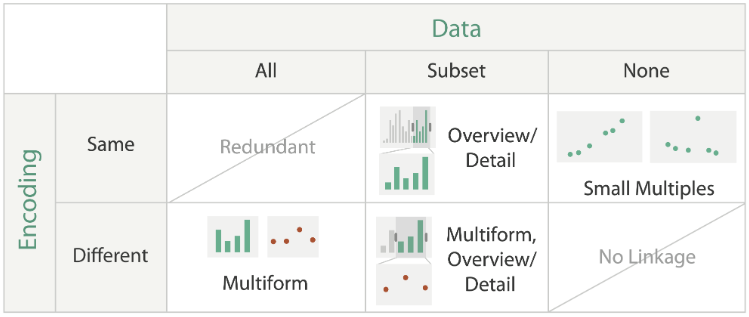 Data
All
Subset
None
Encoding
Same
Redundant
Overview/
Detail
Small Multiples
Different
Multiform
Multiform,
Overview/
Detail
No Linkage